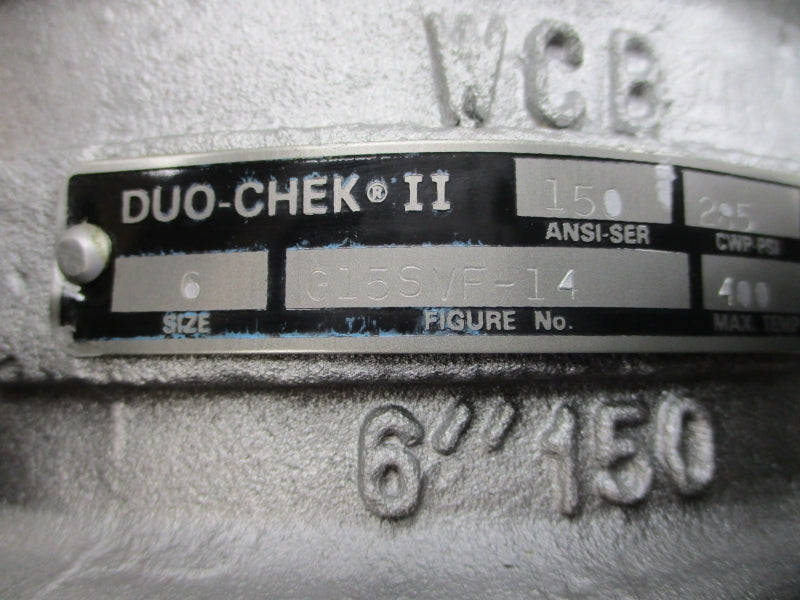 WCB
DUO-CHEK® II
150
ANSI-SER
CWP-PSI
6
SIZE
G15SVF-14
FIGURE No.
400
MAX. TEMP
6" 150